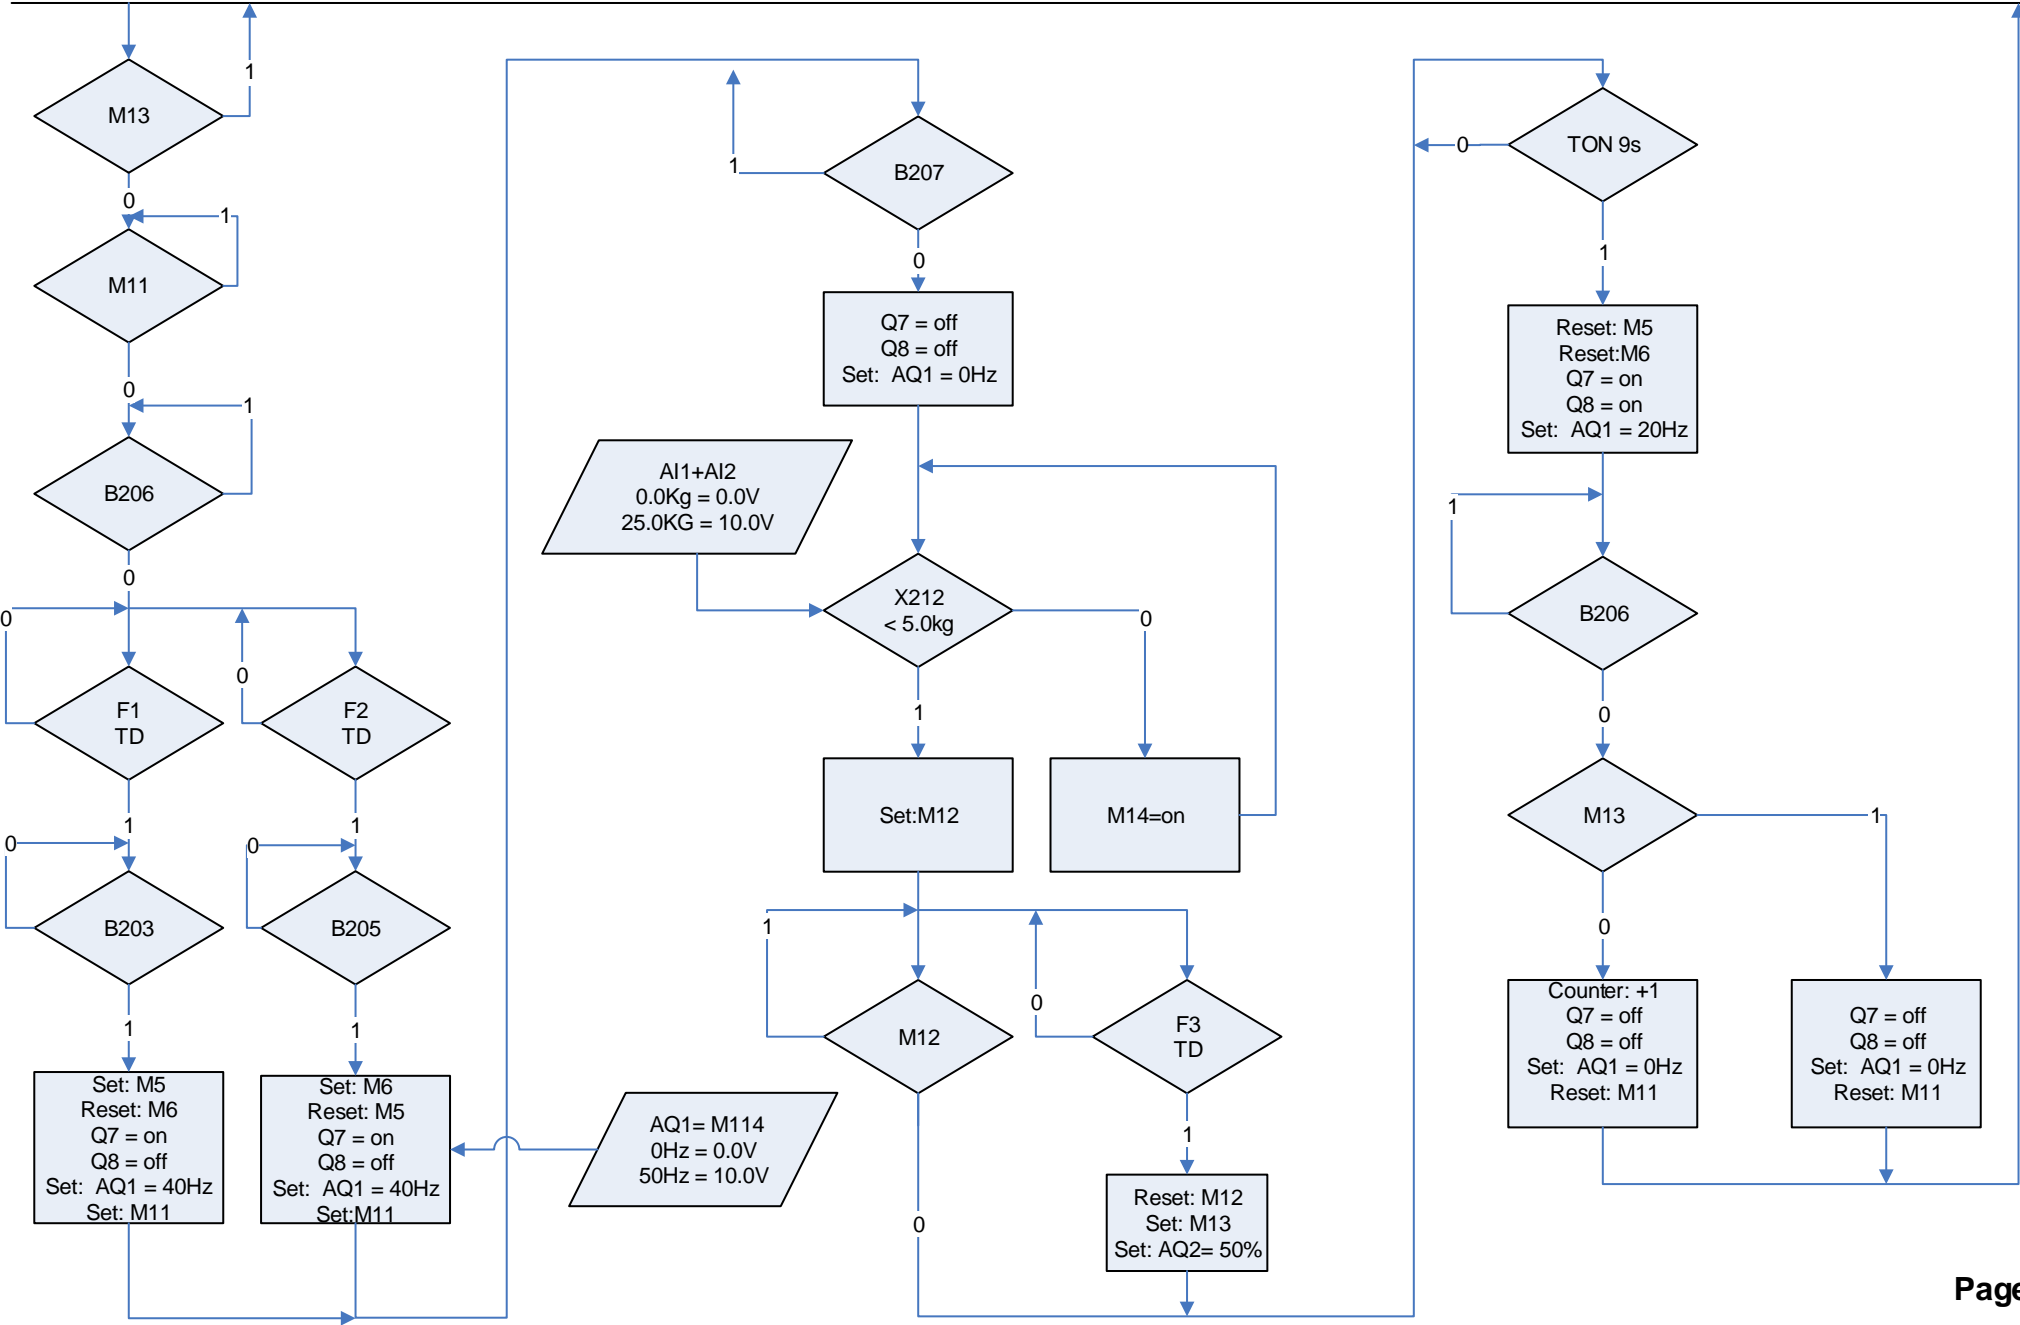 1
M13
0
1
M11
0
1
B206
0
0
F1
TD
0
F2
TD
1
1
0
B203
0
B205
1
1
Set: M5
Reset: M6
Q7 = on
Q8 = off
Set: AQ1 = 40Hz
Set: M11
Set: M6
Reset: M5
Q7 = on
Q8 = off
Set: AQ1 = 40Hz
Set:M11
1
B207
0
Q7 = off
Q8 = off
Set: AQ1 = 0Hz
AI1+AI2
0.0Kg = 0.0V
25.0KG = 10.0V
X212
< 5.0kg
0
1
Set:M12
M14=on
1
M12
0
F3
TD
1
0
AQ1= M114
0Hz = 0.0V
50Hz = 10.0V
Reset: M12
Set: M13
Set: AQ2= 50%
0
TON 9s
1
Reset: M5
Reset:M6
Q7 = on
Q8 = on
Set: AQ1 = 20Hz
1
B206
0
M13
1
0
Counter: +1
Q7 = off
Q8 = off
Set: AQ1 = 0Hz
Reset: M11
Q7 = off
Q8 = off
Set: AQ1 = 0Hz
Reset: M11
Page